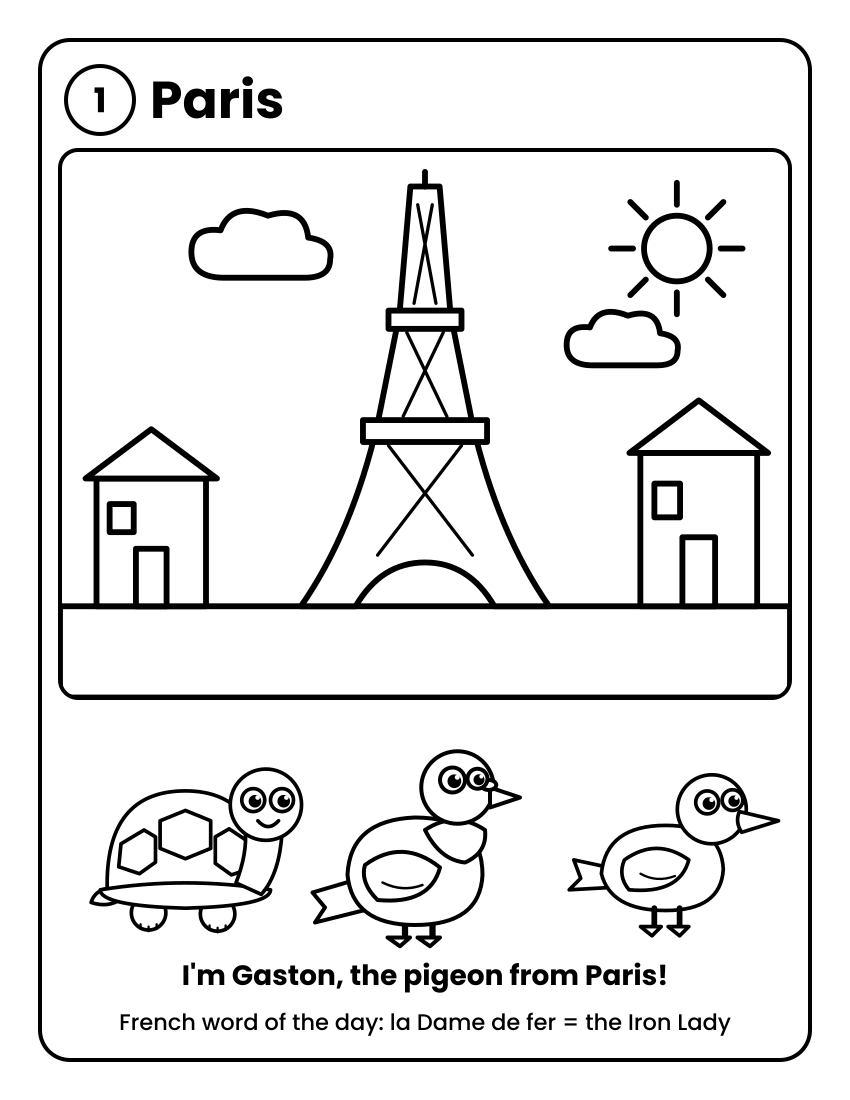 1 Paris
I'm Gaston, the pigeon from Paris!
French word of the day: la Dame de fer = the Iron Lady